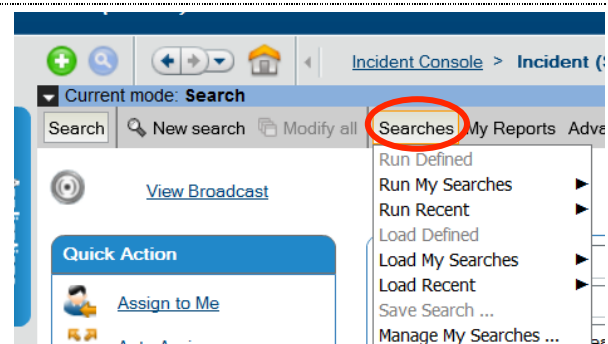 Incident Console > Incident (
Current mode: Search
Search New search Modify all Searches My Reports Adva
Run Defined
View Broadcast
Run My Searches
Run Recent
Load Defined
Quick Action
Load My Searches
Load Recent
Assign to Me
Save Search ...
Manage My Searches ...